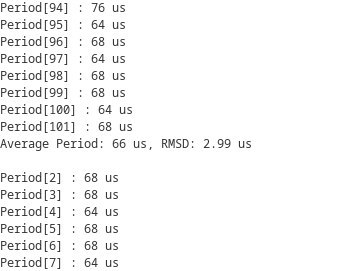 Period[94] : 76 us
Period[95] : 64 us
Period[96] : 68 us
Period[97] : 64 us
Period[98] : 68 us
Period[99] : 68 us
Period[100] : 64 us
Period[101] : 68 us
Average Period: 66 us, RMSD: 2.99 us

Period[2] : 68 us
Period[3] : 68 us
Period[4] : 64 us
Period[5] : 68 us
Period[6] : 68 us
Period[7] : 64 us